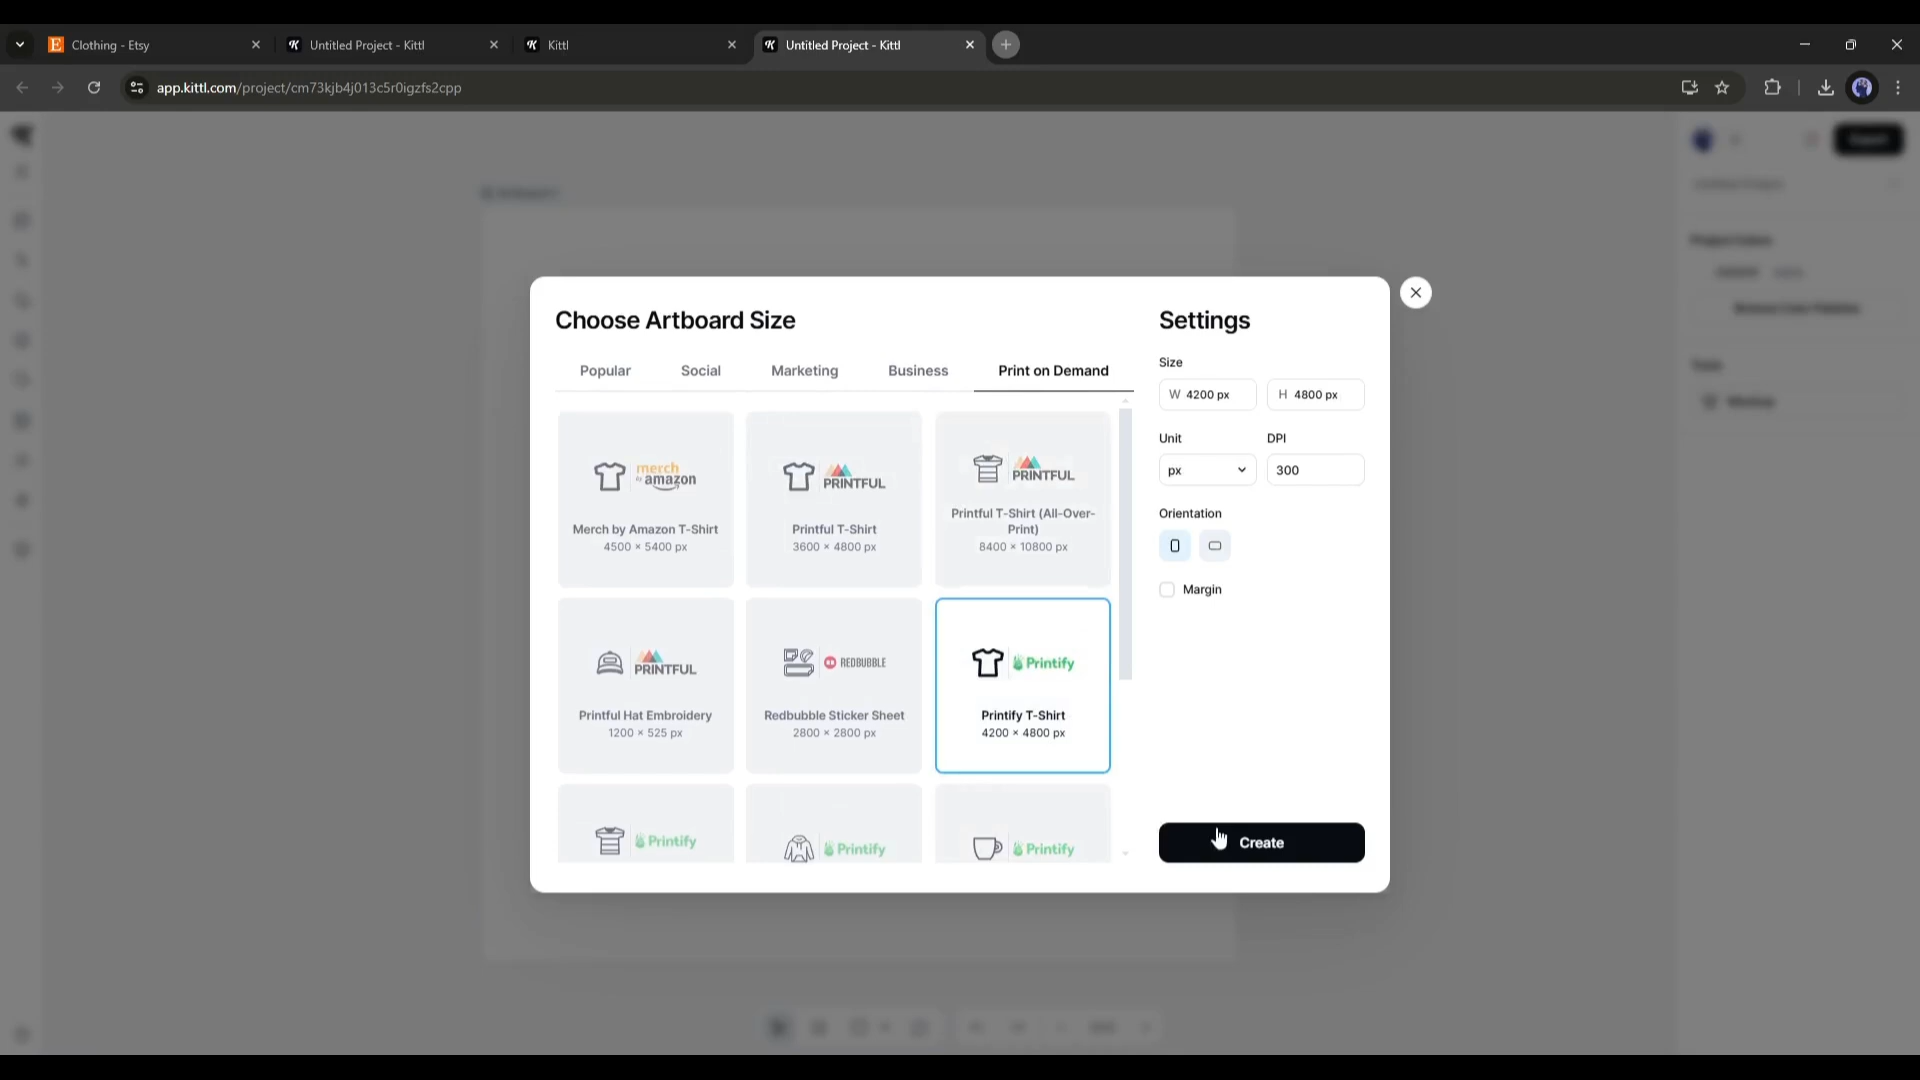 Clothing - Etsy
Untitled Project - Kittl
Kittl
Untitled Project - Kittl
app.kittl.com/project/cm73kjb4j013c5r0igzfs2cpp
Choose Artboard Size
Settings
Popular
Social
Marketing
Business
Print on Demand
Size
W 4200 px
H 4800 px
Unit
DPI
px
300
Orientation
Margin
merch by amazon
Merch by Amazon T-Shirt
4500 × 5400 px
PRINTFUL
Printful T-Shirt
3600 × 4800 px
PRINTFUL
Printful T-Shirt (All-Over-
Print)
8400 × 10800 px
PRINTFUL
Printful Hat Embroidery
1200 × 525 px
REDBUBBLE
Redbubble Sticker Sheet
2800 × 2800 px
Printify
Printify T-Shirt
4200 × 4800 px
Printify
Printify
Printify
Create